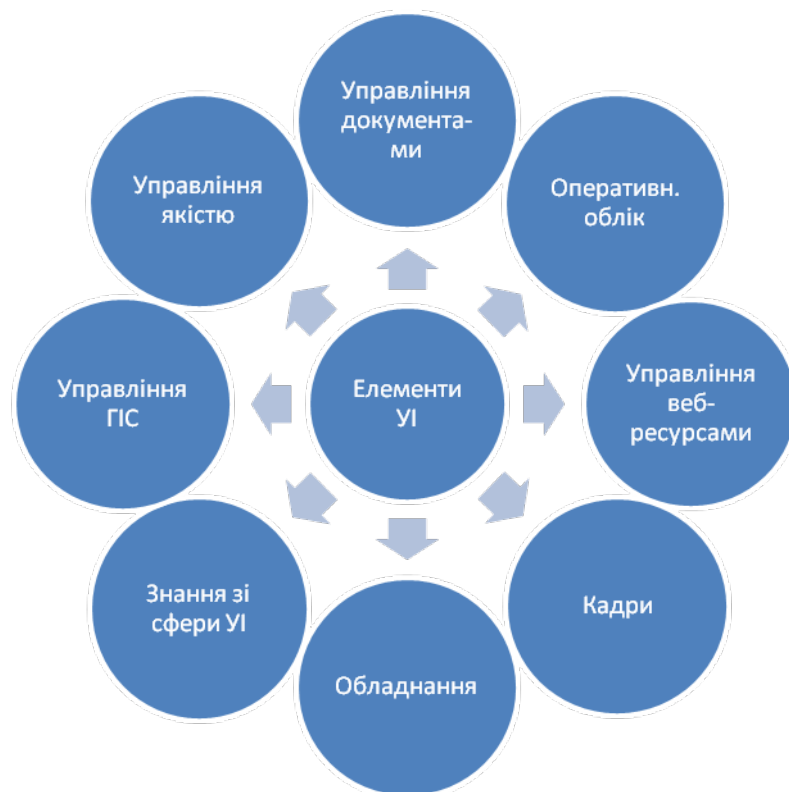 Управління
документа-
ми
Оперативн.
облік
Управління
веб-
ресурсами
Кадри
Обладнання
Знання зі
сфери УІ
Управління
ГІС
Управління
якістю
Елементи
УІ